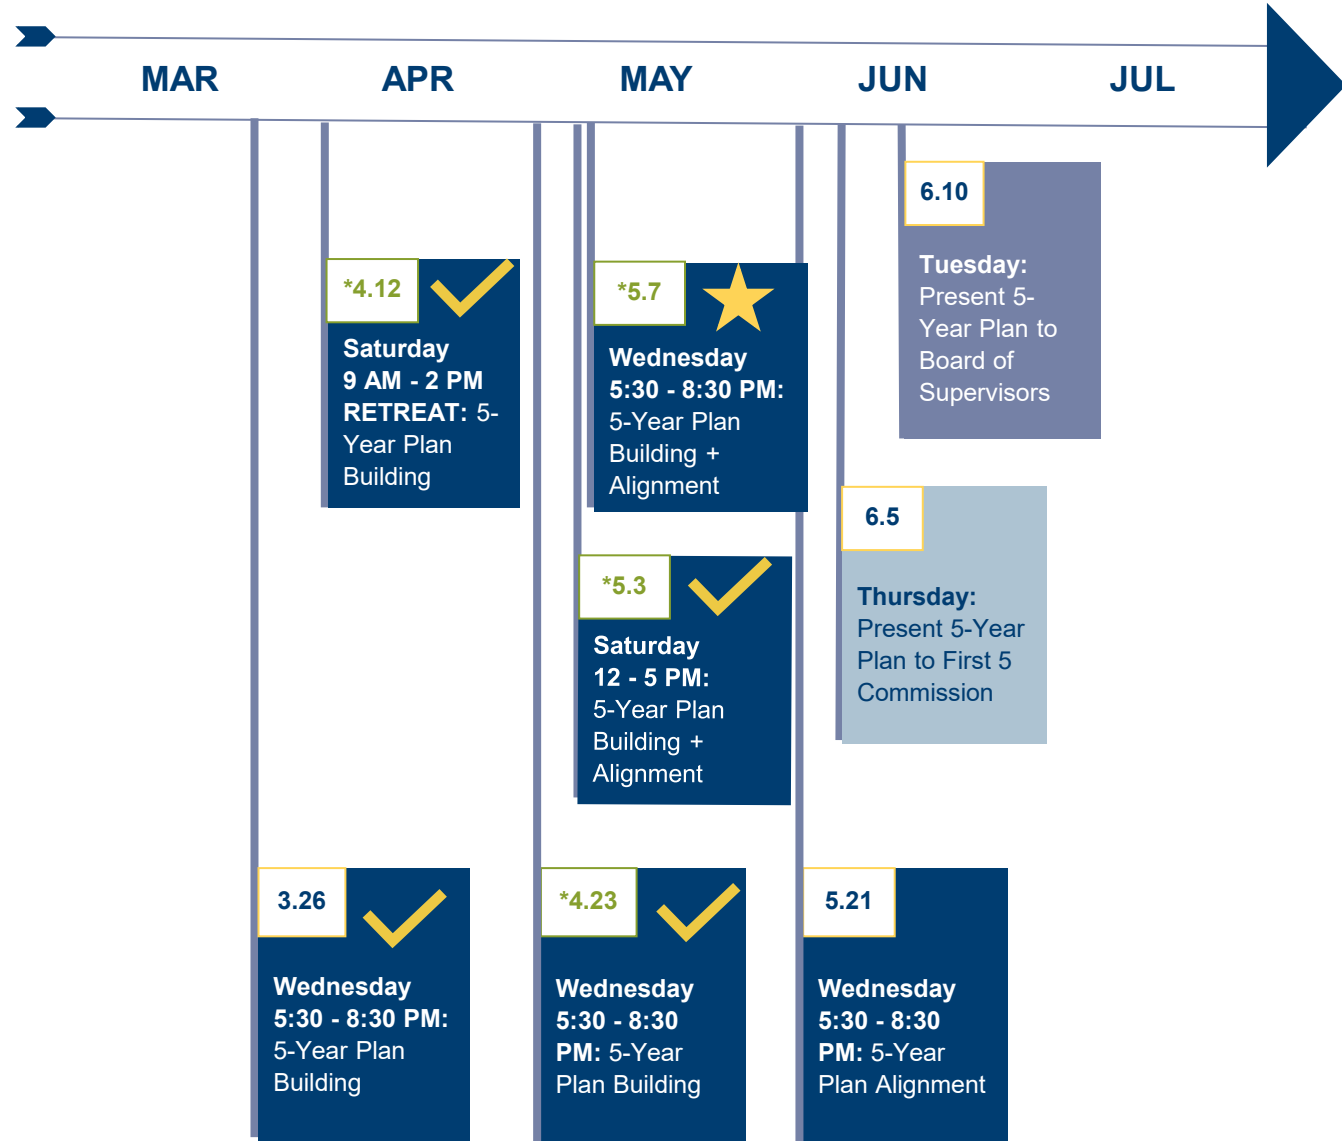 MAR APR MAY JUN JUL
6.10
Tuesday:
Present 5-
Year Plan to
Board of
Supervisors
*4.12
Saturday
9 AM - 2 PM
RETREAT: 5-
Year Plan
Building
*5.7
Wednesday
5:30 - 8:30 PM:
5-Year Plan
Building +
Alignment
6.5
Thursday:
Present 5-Year
Plan to First 5
Commission
*5.3
Saturday
12 - 5 PM:
5-Year Plan
Building +
Alignment
3.26
Wednesday
5:30 - 8:30 PM:
5-Year Plan
Building
*4.23
Wednesday
5:30 - 8:30
PM: 5-Year
Plan Building
5.21
Wednesday
5:30 - 8:30
PM: 5-Year
Plan Alignment